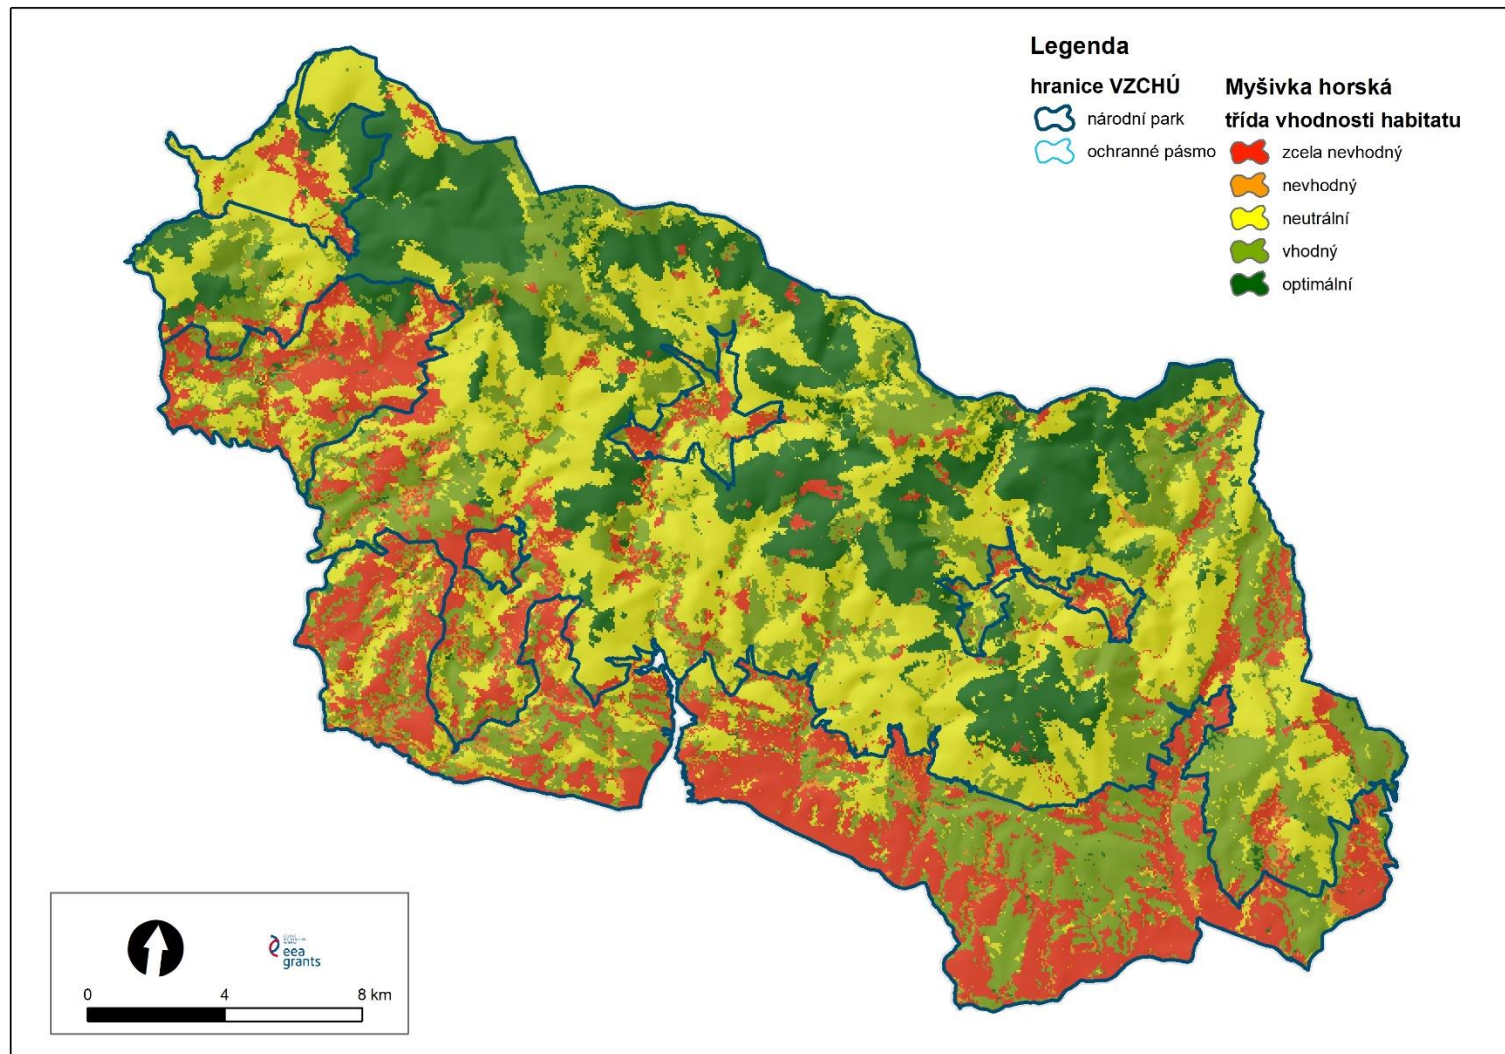 Legenda
hranice VZCHÚ
národní park
ochranné pásmo
Myšivka horská
třída vhodnosti habitatu
zcela nevhodný
nevhodný
neutrální
vhodný
optimální
eea
grants
0 4 8 km